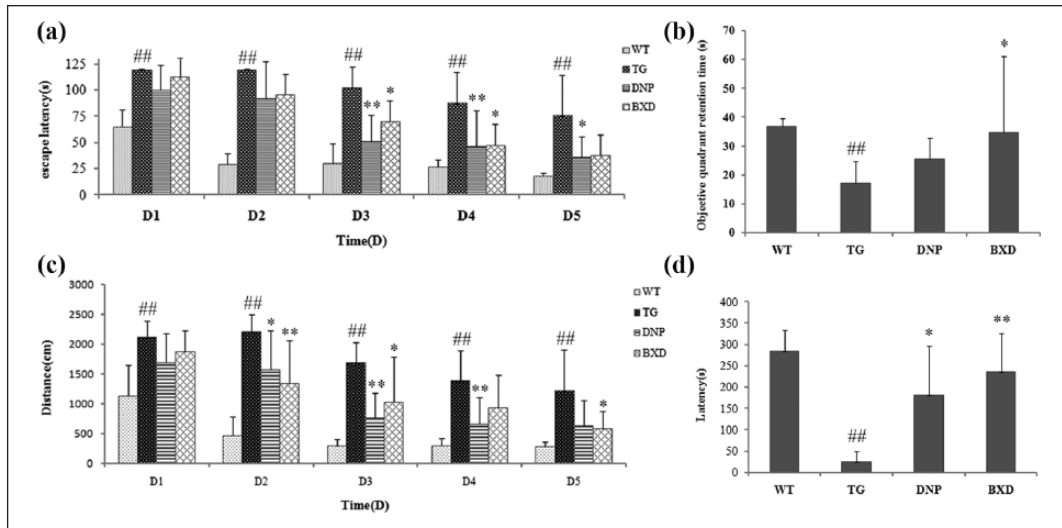 (a)
escape latency(s)
125
100
75
50
25
0
## ## ## ## ##
** * ** * *
D1 D2 D3 D4 D5
Time(D)
WT
TG
DNP
BXD
(b)
Objective quadrant retention time (s)
70
60
50
40
30
20
10
0
##
*
WT TG DNP BXD
(c)
Distance(cm)
3000
2500
2000
1500
1000
500
0
## ## ## ## ##
* ** ** * ** *
D1 D2 D3 D4 D5
Time(D)
WT
TG
DNP
BXD
(d)
Latency(s)
400
350
300
250
200
150
100
50
0
##
*
**
WT TG DNP BXD